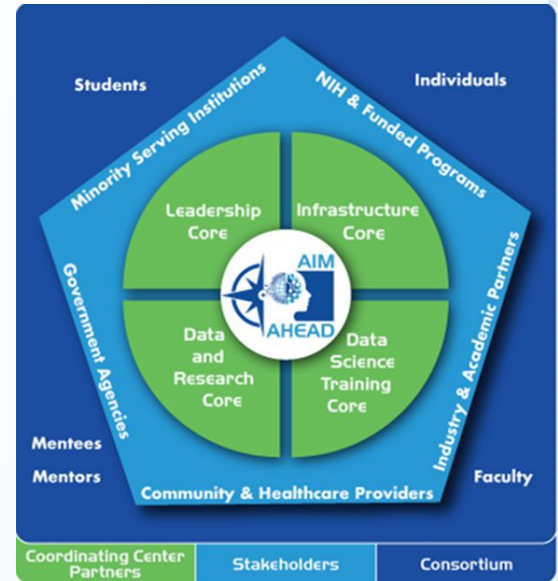 Students
Individuals
Minority Serving Institutions
NIH & Funded Programs
Leadership
Core
Infrastructure
Core
AIM
AHEAD
Data
and
Research
Core
Data
Science
Training
Core
Government Agencies
Industry & Academic Partners
Mentees
Mentors
Community & Healthcare Providers
Faculty
Coordinating Center
Partners
Stakeholders
Consortium